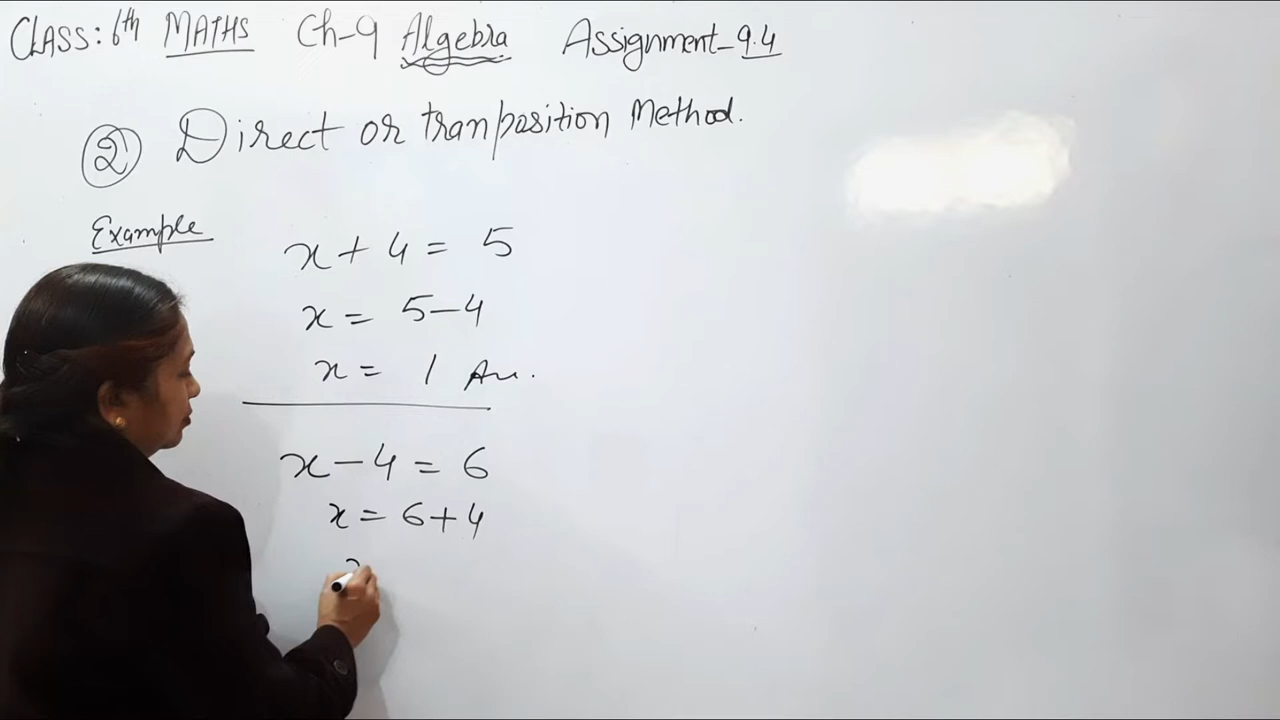 CLASS: 6th MATHS Ch-9 Algebra Assignment-9.4
② Direct or tranposition Method.
Example
x + 4 = 5
x = 5-4
x = 1 An.
x - 4 = 6
x = 6+4